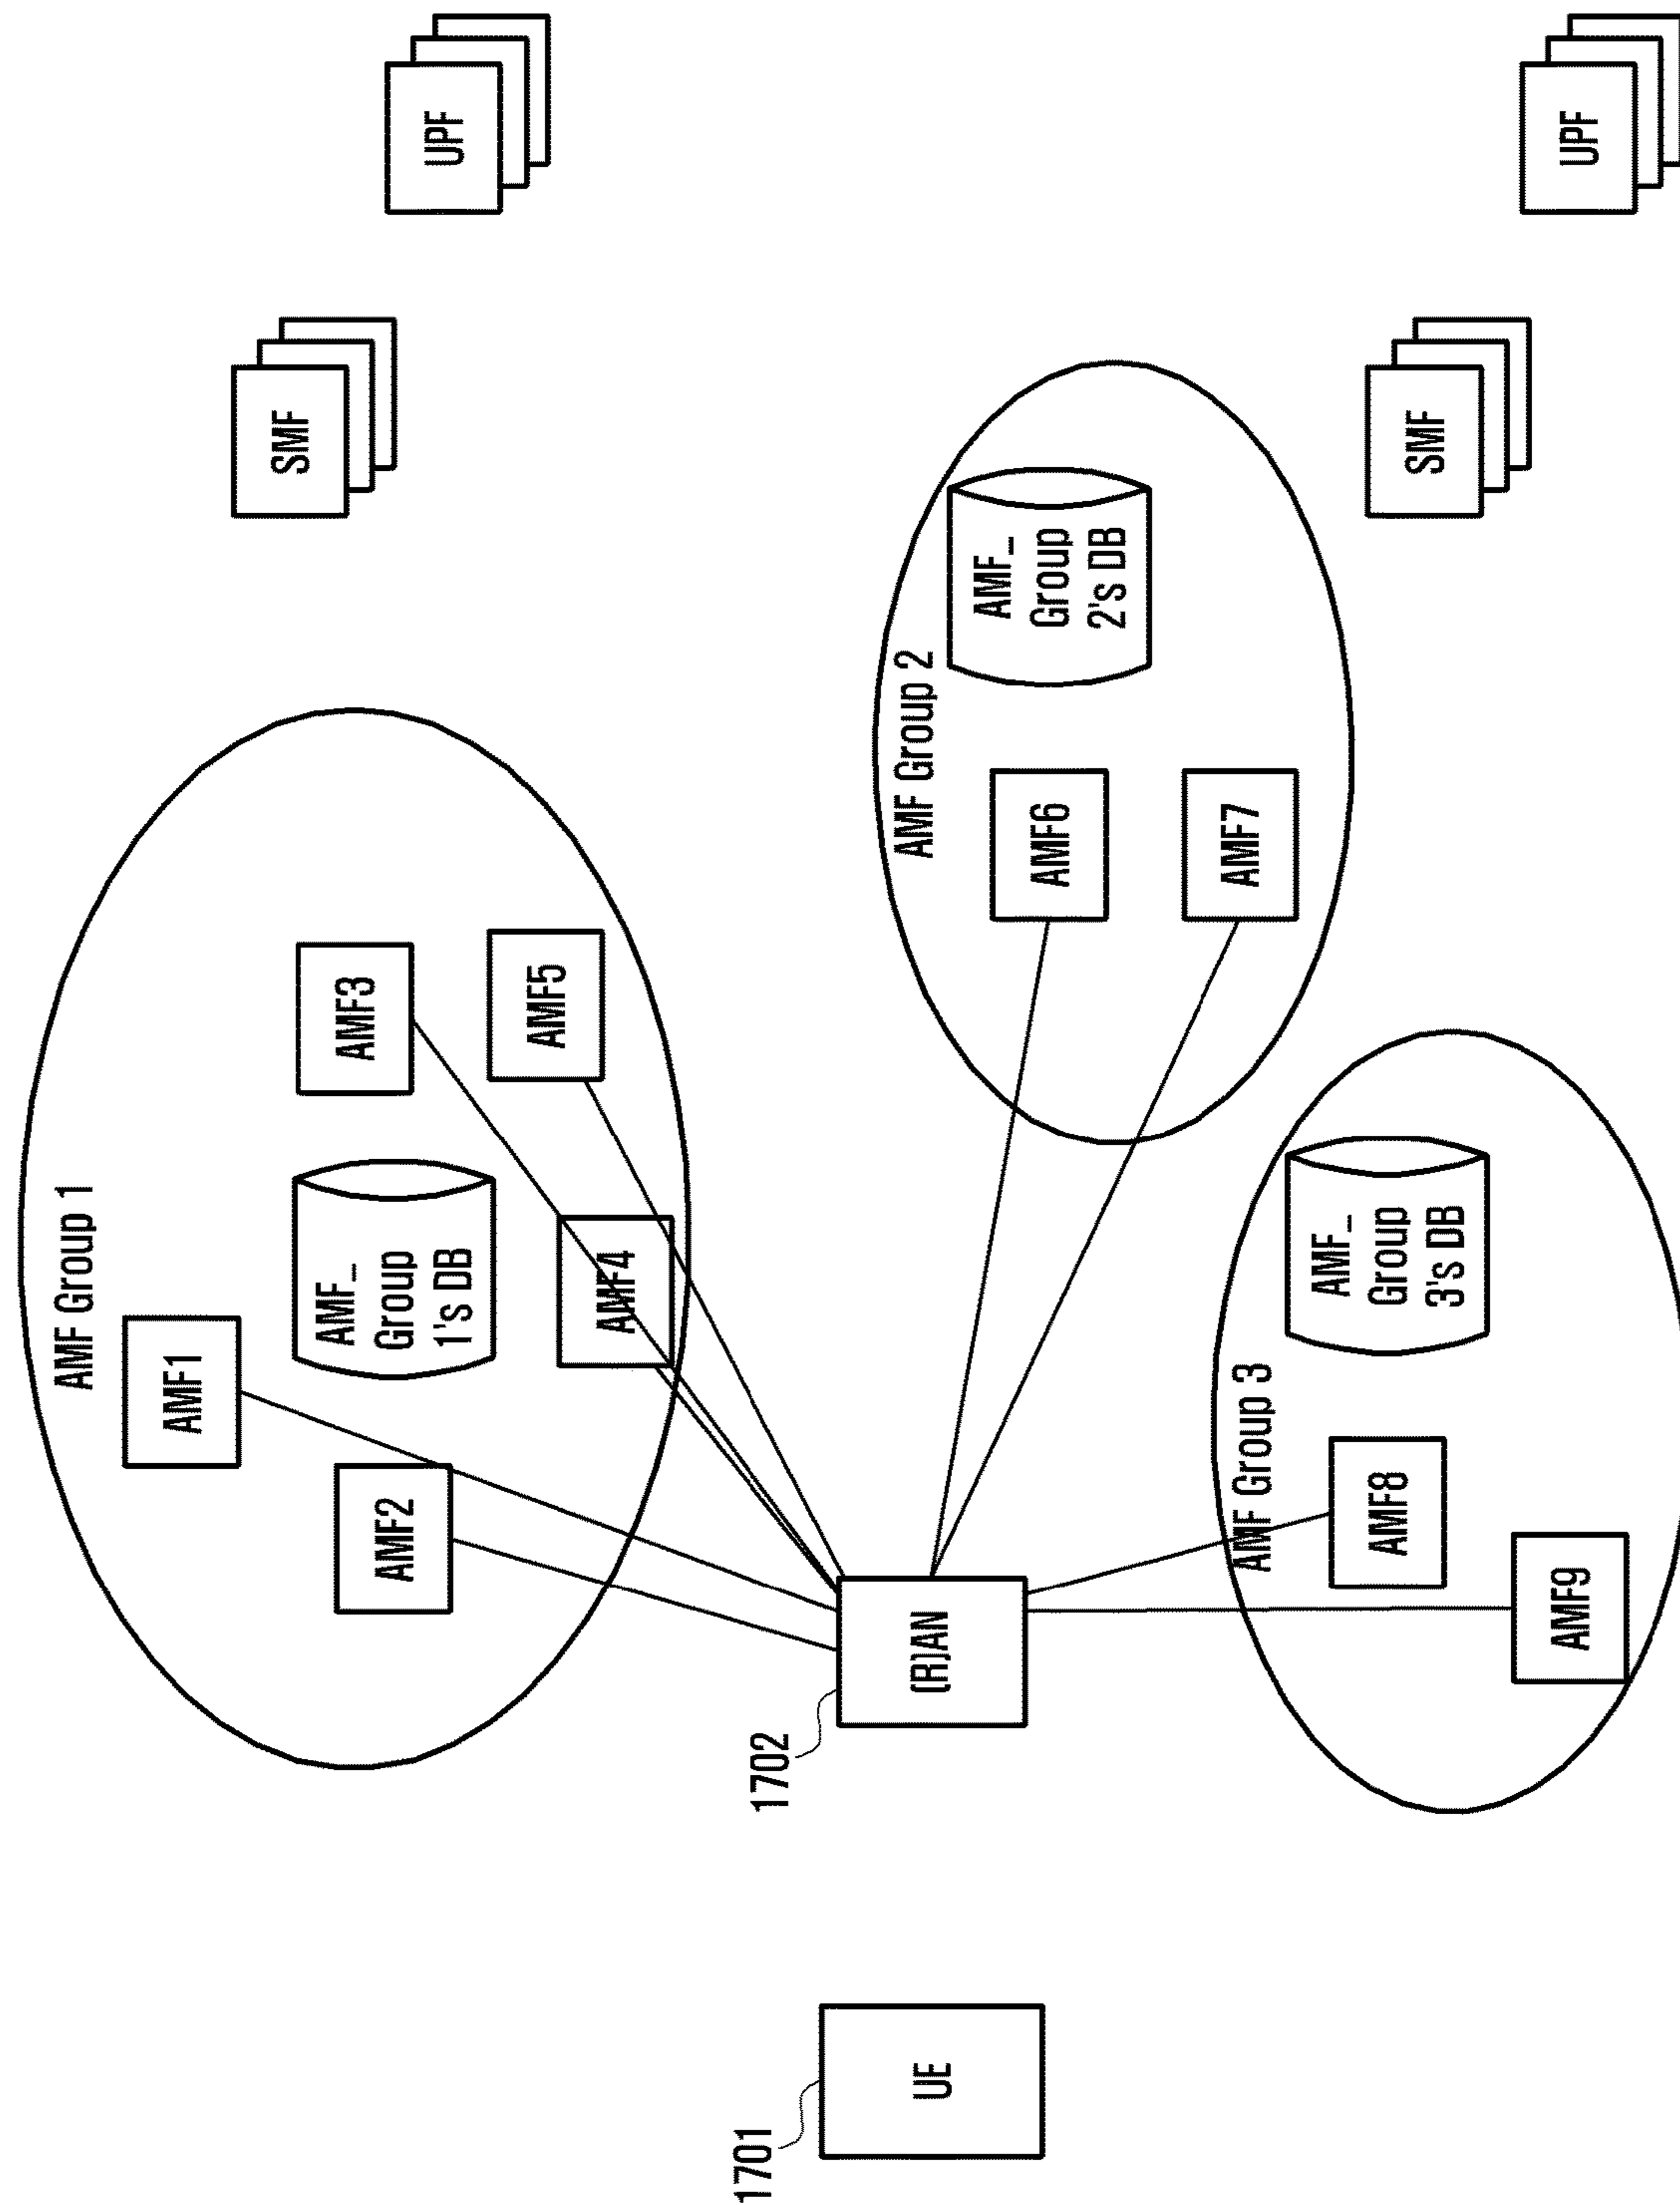 1701
UE
1702
(R)AN
AMF Group 1
AMF1
AMF2
AMF_
Group
1's DB
AMF3
AMF4
AMF5
AMF Group 2
AMF6
AMF7
AMF_
Group
2's DB
AMF Group 3
AMF8
AMF9
AMF_
Group
3's DB
SMF
UPF
SMF
UPF